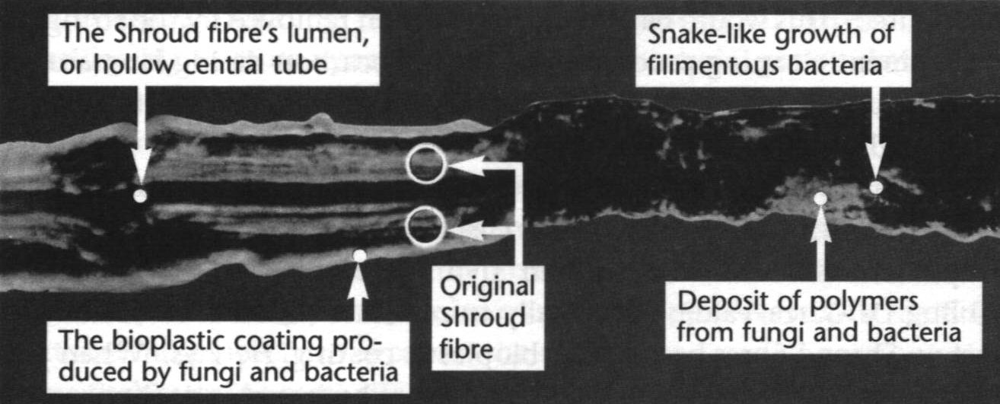 The Shroud fibre's lumen,
or hollow central tube
Snake-like growth of
filimentous bacteria
Original
Shroud
fibre
Deposit of polymers
from fungi and bacteria
The bioplastic coating pro-
duced by fungi and bacteria